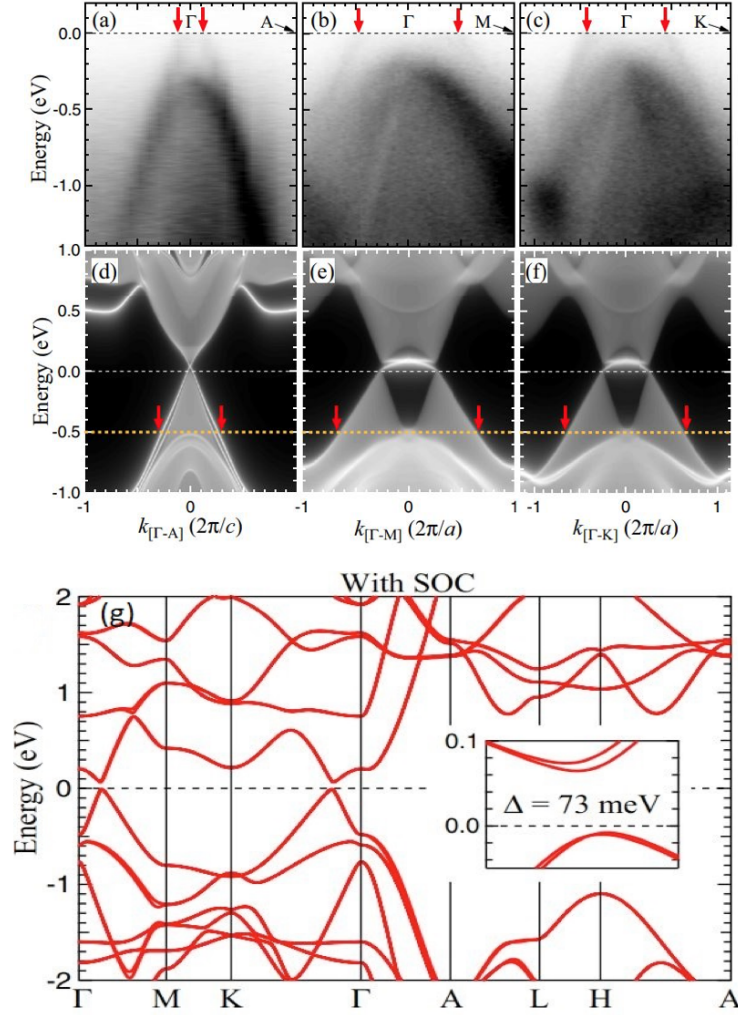 (a) Γ A (b) Γ M (c) Γ K
0.0
-0.5
-1.0
Energy (eV)
1.0
(d) (e) (f)
0.5
0.0
-0.5
-1.0
Energy (eV)
-1 0 1 -1 0 1 -1 0 1
k[Γ-A] (2π/c) k[Γ-M] (2π/a) k[Γ-K] (2π/a)
With SOC
(g)
2
1
0
-1
-2
Energy (eV)
0.1
Δ = 73 meV
0.0
Γ M K Γ A L H A